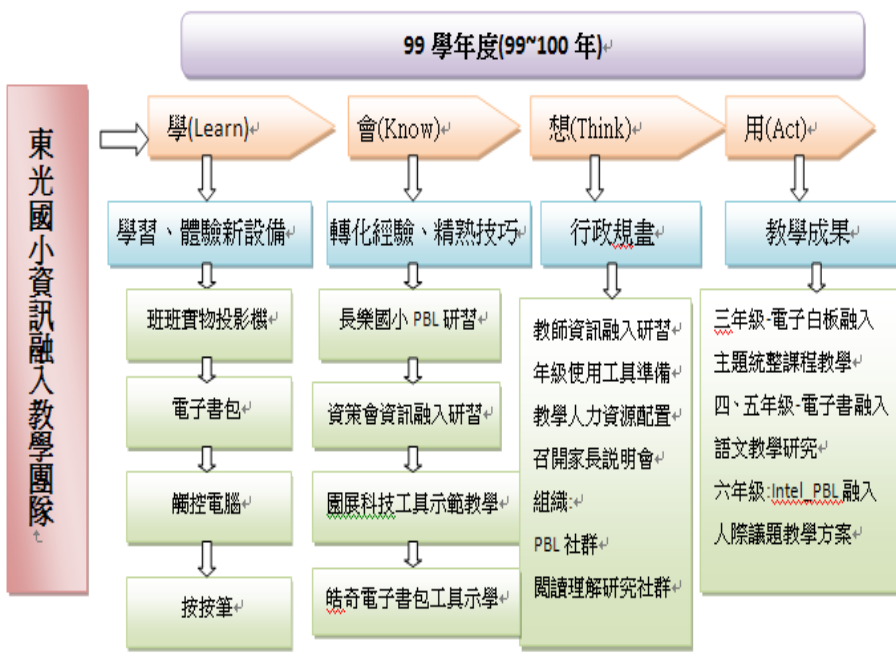 99 學年度(99~100 年)
東光國小資訊融入教學團隊
學(Learn)
會(Know)
想(Think)
用(Act)
學習、體驗新設備
轉化經驗、精熟技巧
行政規畫
教學成果
班班實物投影機
電子書包
觸控電腦
按按筆
長樂國小 PBL 研習
資策會資訊融入研習
圜展科技工具示範教學
皓奇電子書包工具示學
教師資訊融入研習
年級使用工具準備
教學人力資源配置
召開家長說明會
組織:
PBL 社群
閱讀理解研究社群
三年級-電子白板融入
主題統整課程教學
四、五年級-電子書融入
語文教學研究
六年級:Intel_PBL 融入
人際議題教學方案